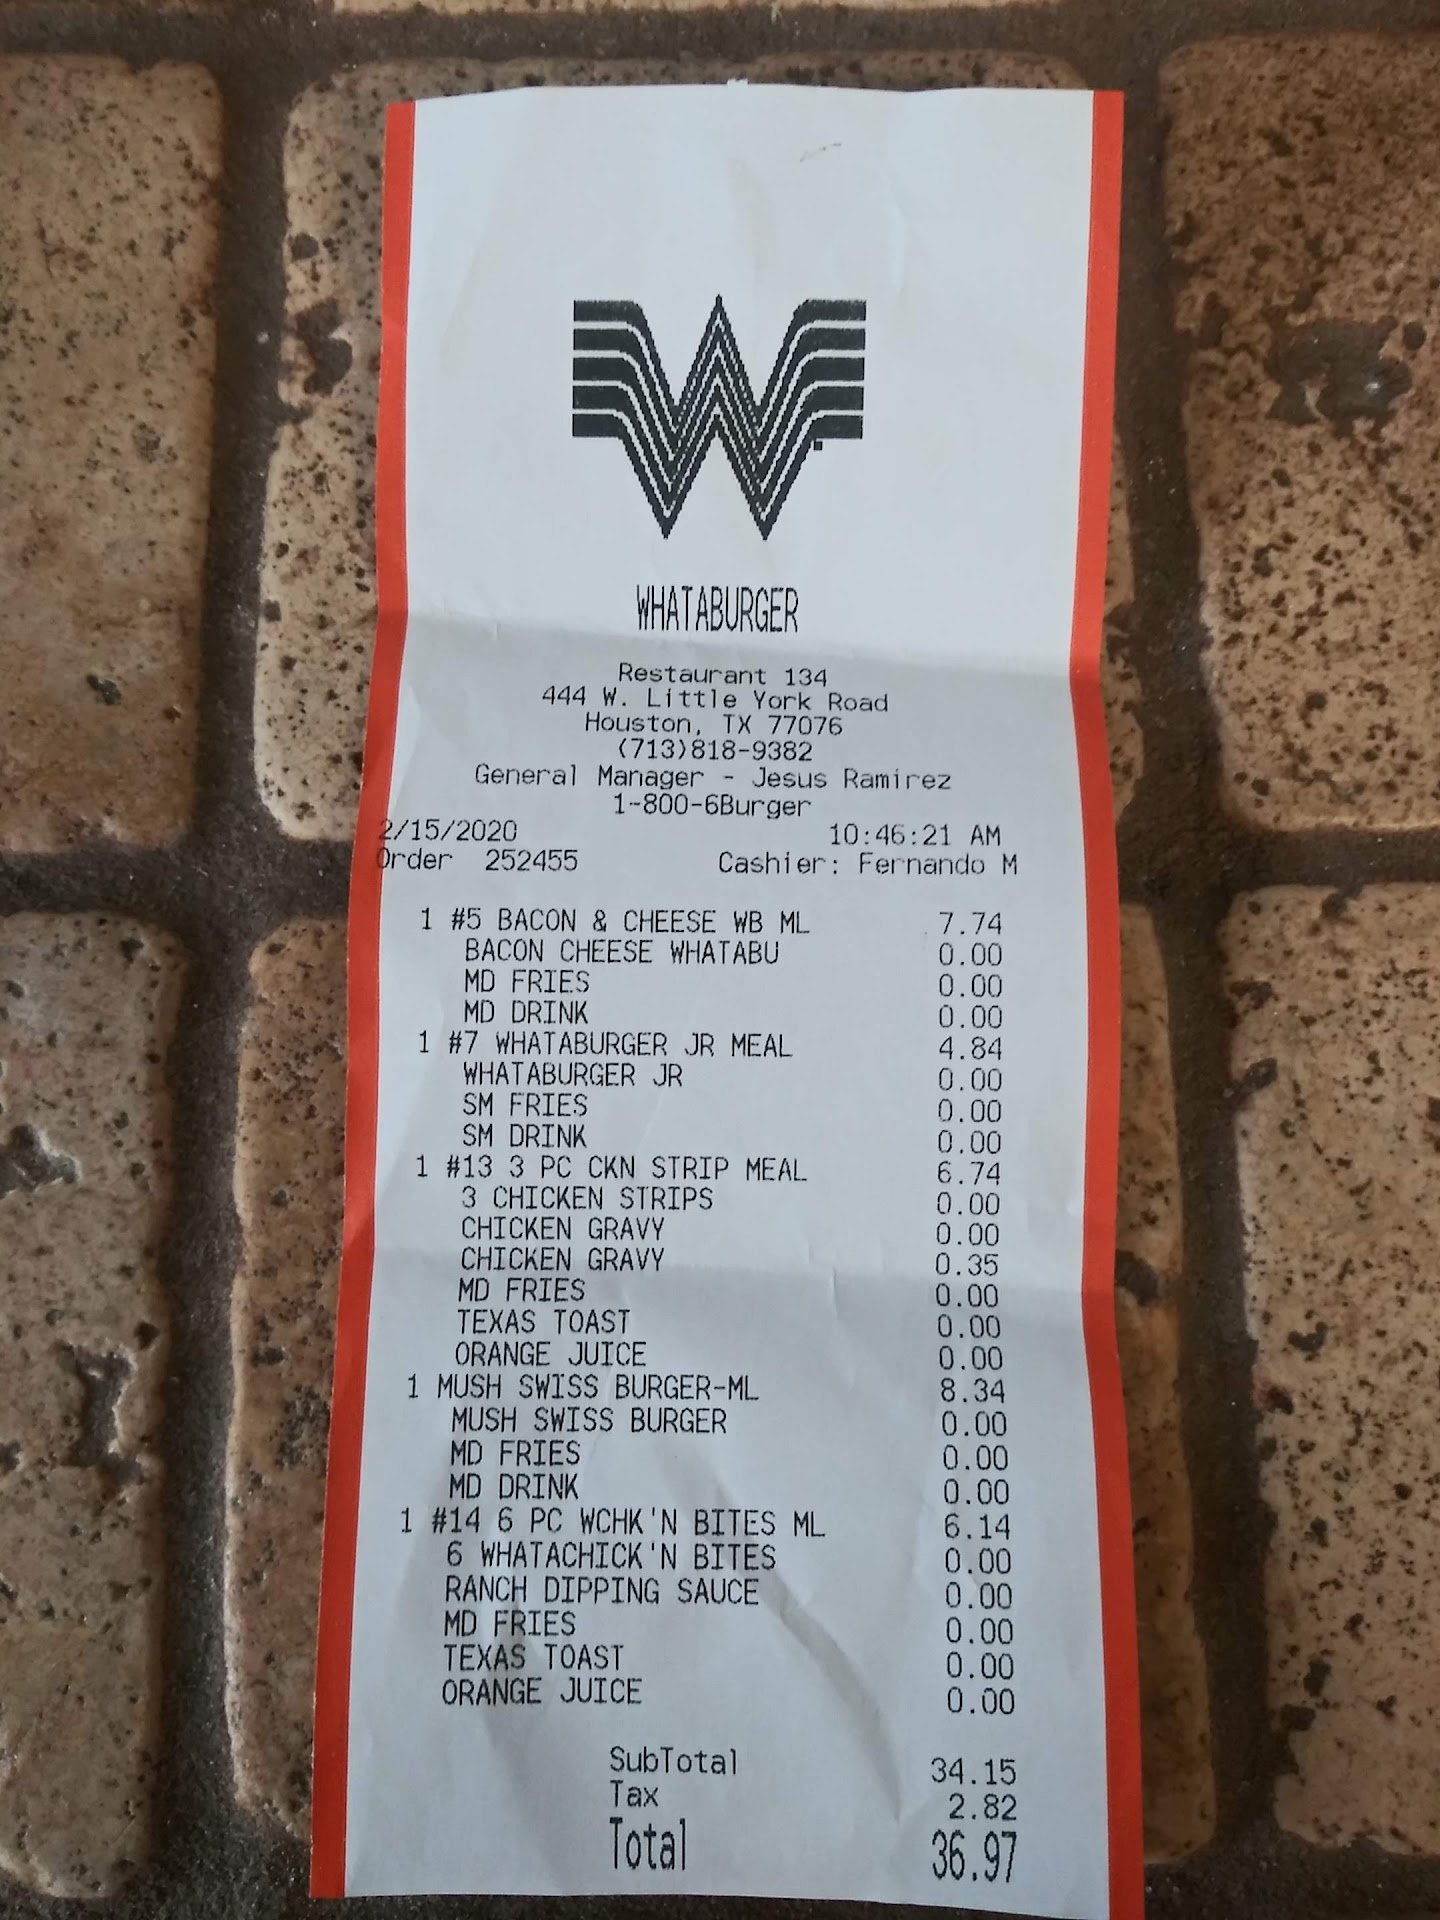 WHATABURGER
Restaurant 134
444 W. Little York Road
Houston, TX 77076
(713)818-9382
General Manager - Jesus Ramirez
1-800-6Burger
2/15/2020 10:46:21 AM
Order 252455 Cashier: Fernando M
1 #5 BACON & CHEESE WB ML 7.74
BACON CHEESE WHATABU 0.00
MD FRIES 0.00
MD DRINK 0.00
1 #7 WHATABURGER JR MEAL 4.84
WHATABURGER JR 0.00
SM FRIES 0.00
SM DRINK 0.00
1 #13 3 PC CKN STRIP MEAL 6.74
3 CHICKEN STRIPS 0.00
CHICKEN GRAVY 0.00
CHICKEN GRAVY 0.35
MD FRIES 0.00
TEXAS TOAST 0.00
ORANGE JUICE 0.00
1 MUSH SWISS BURGER-ML 8.34
MUSH SWISS BURGER 0.00
MD FRIES 0.00
MD DRINK 0.00
1 #14 6 PC WCHK'N BITES ML 6.14
6 WHATACHICK'N BITES 0.00
RANCH DIPPING SAUCE 0.00
MD FRIES 0.00
TEXAS TOAST 0.00
ORANGE JUICE 0.00
SubTotal 34.15
Tax 2.82
Total 36.97